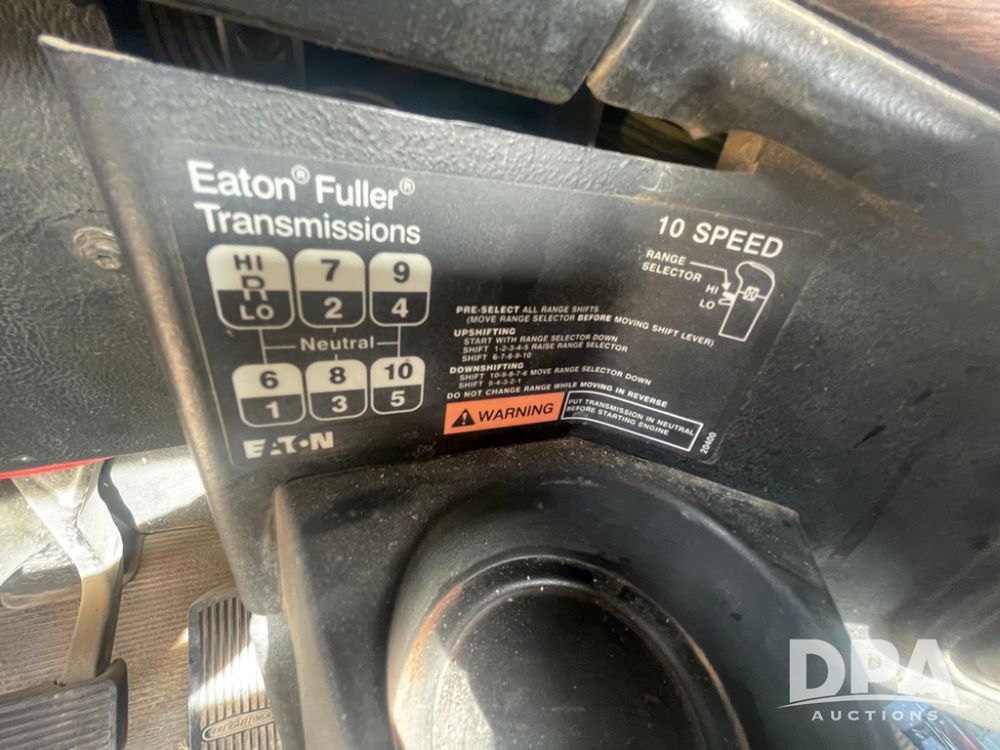 Eaton® Fuller®
Transmissions
HI
R
LO
7
2
9
4
Neutral
6
1
8
3
10
5
EATON
10 SPEED
RANGE
SELECTOR
HI
LO
PRE-SELECT ALL RANGE SHIFTS
(MOVE RANGE SELECTOR BEFORE MOVING SHIFT LEVER)
UPSHIFTING
START WITH RANGE SELECTOR DOWN
SHIFT 1-2-3-4-5 RAISE RANGE SELECTOR
SHIFT 6-7-8-9-10
DOWNSHIFTING
SHIFT 10-9-8-7-6 MOVE RANGE SELECTOR DOWN
SHIFT 5-4-3-2-1
DO NOT CHANGE RANGE WHILE MOVING IN REVERSE
WARNING
PUT TRANSMISSION IN NEUTRAL
BEFORE STARTING ENGINE
20400
FREIGHTLINER
DPA
AUCTIONS